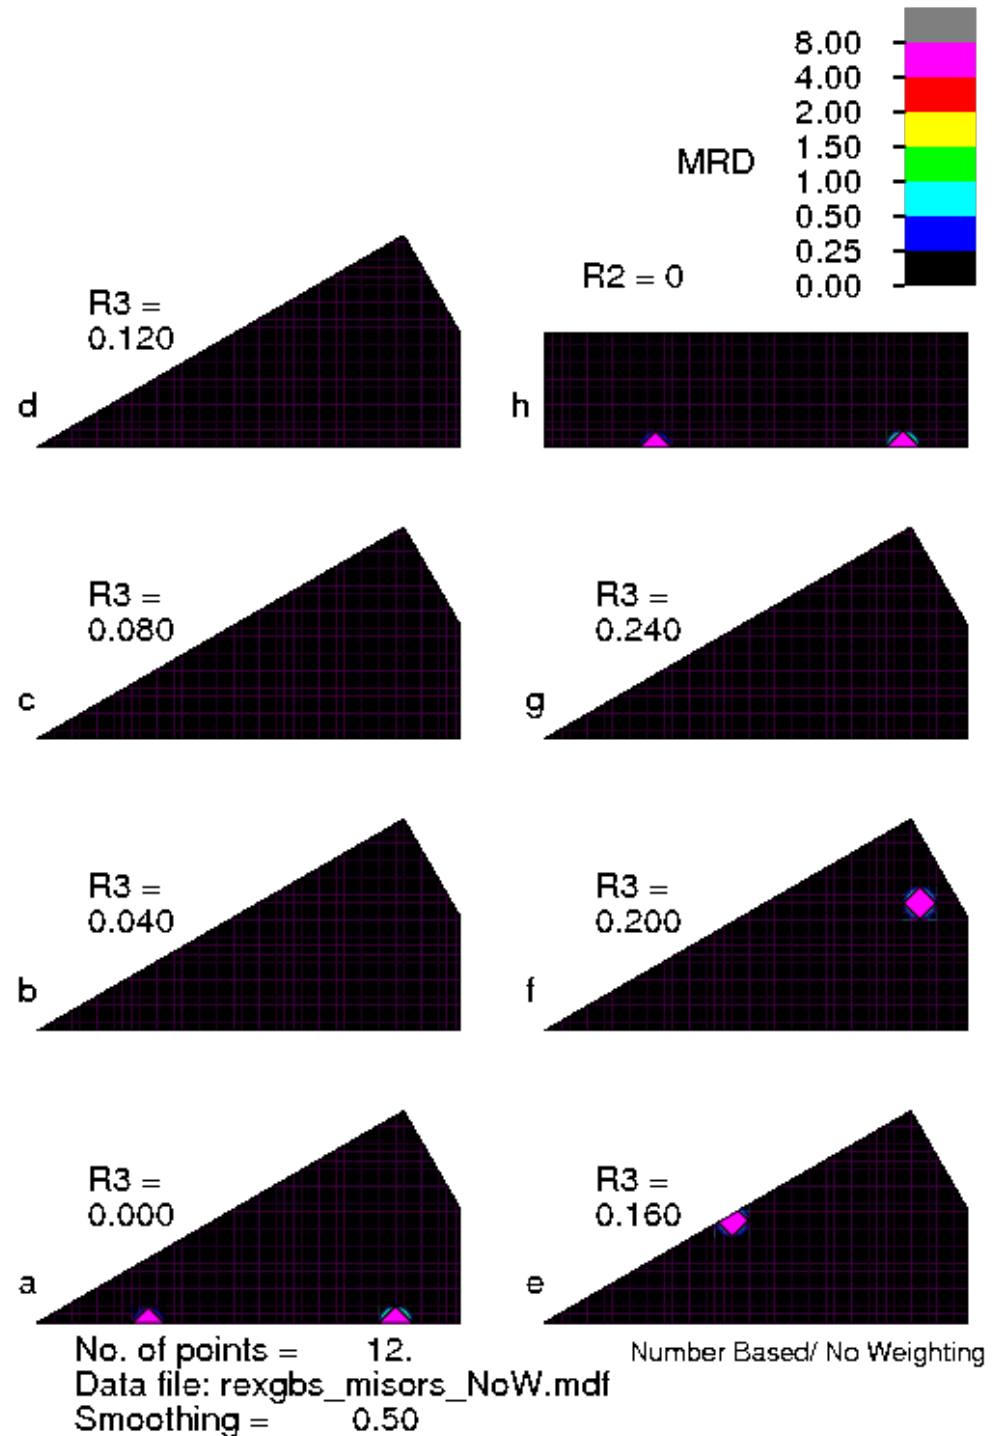 8.00
4.00
2.00
1.50
MRD
1.00
0.50
0.25
R2 = 0
0.00
R3 =
0.120
d
h
R3 =
0.080
c
R3 =
0.240
g
R3 =
0.040
b
R3 =
0.200
f
R3 =
0.000
a
R3 =
0.160
e
No. of points = 12.
Number Based/ No Weighting
Data file: rexgbs_misors_NoW.mdf
Smoothing = 0.50